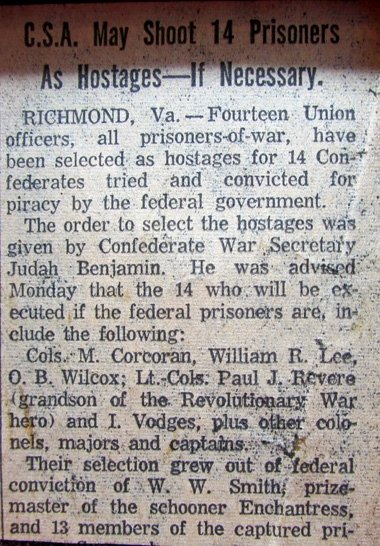 C.S.A. May Shoot 14 Prisoners
As Hostages—If Necessary.
RICHMOND, Va. — Fourteen Union
officers, all prisoners-of-war, have
been selected as hostages for 14 Con-
federates tried and convicted for
piracy by the federal government.
The order to select the hostages was
given by Confederate War Secretary
Judah Benjamin. He was advised
Monday that the 14 who will be ex-
ecuted if the federal prisoners are, in-
clude the following:
Cols. M. Corcoran, William R. Lee,
O. B. Wilcox; Lt.-Cols. Paul J. Revere
(grandson of the Revolutionary War
hero) and I. Vodges, plus other colo-
nels, majors and captains.
Their selection grew out of federal
conviction of W. W. Smith, prize-
master of the schooner Enchantress,
and 13 members of the captured pri-